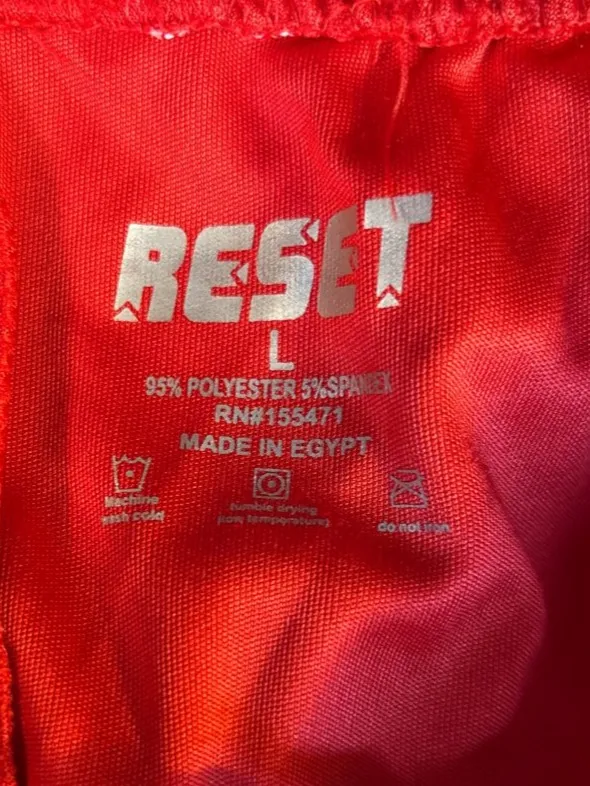 RESET
L
95% POLYESTER 5%SPANDEX
RN#155471
MADE IN EGYPT
Machine
wash cold
tumble drying
(low temperature)
do not iron